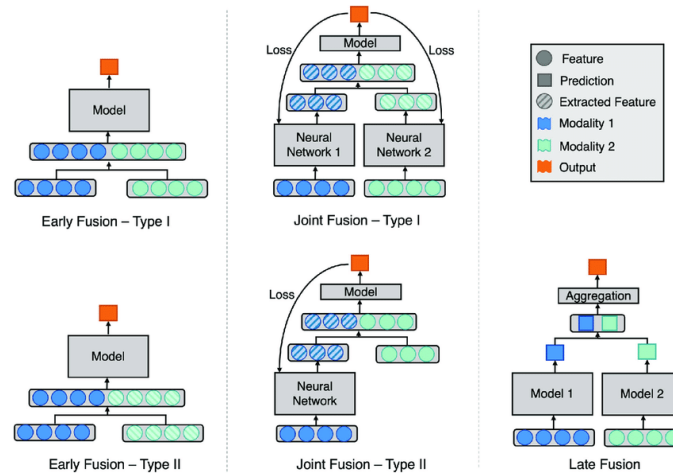 Model
Early Fusion – Type I
Loss
Loss
Model
Neural
Network 1
Neural
Network 2
Joint Fusion – Type I
Feature
Prediction
Extracted Feature
Modality 1
Modality 2
Output
Model
Early Fusion – Type II
Loss
Model
Neural
Network
Joint Fusion – Type II
Aggregation
Model 1
Model 2
Late Fusion